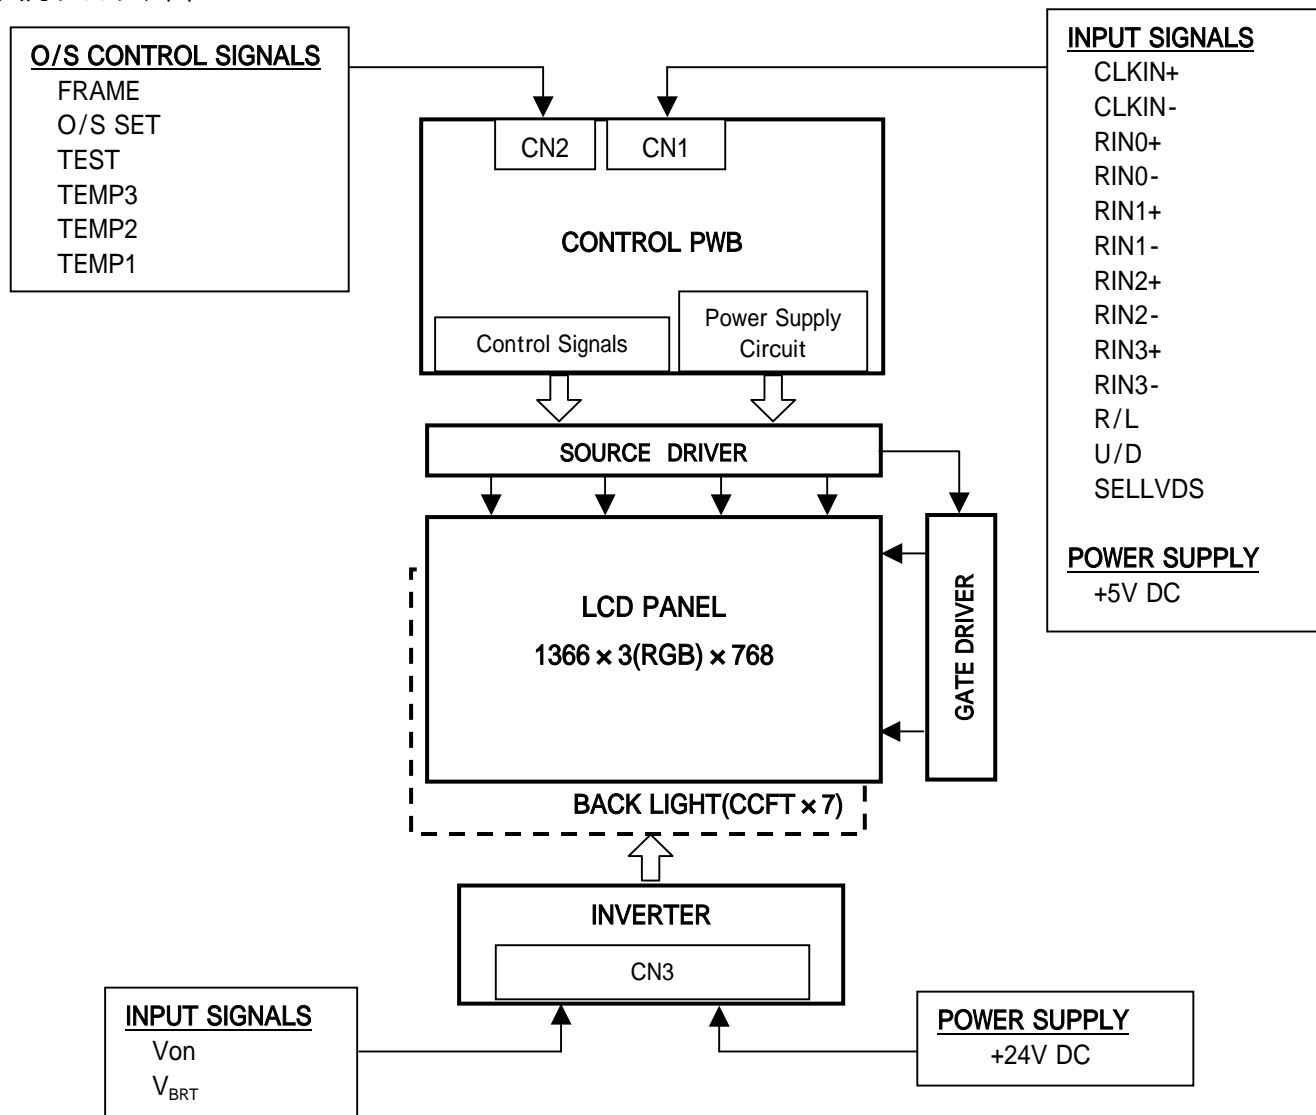 O/S CONTROL SIGNALS
FRAME
O/S SET
TEST
TEMP3
TEMP2
TEMP1
INPUT SIGNALS
CLKIN+
CLKIN-
RIN0+
RIN0-
RIN1+
RIN1-
RIN2+
RIN2-
RIN3+
RIN3-
R/L
U/D
SELLVDS
POWER SUPPLY
+5V DC
CN2
CN1
CONTROL PWB
Control Signals
Power Supply
Circuit
SOURCE DRIVER
LCD PANEL
1366 × 3(RGB) × 768
GATE DRIVER
BACK LIGHT(CCFT × 7)
INVERTER
CN3
INPUT SIGNALS
Von
VBRT
POWER SUPPLY
+24V DC